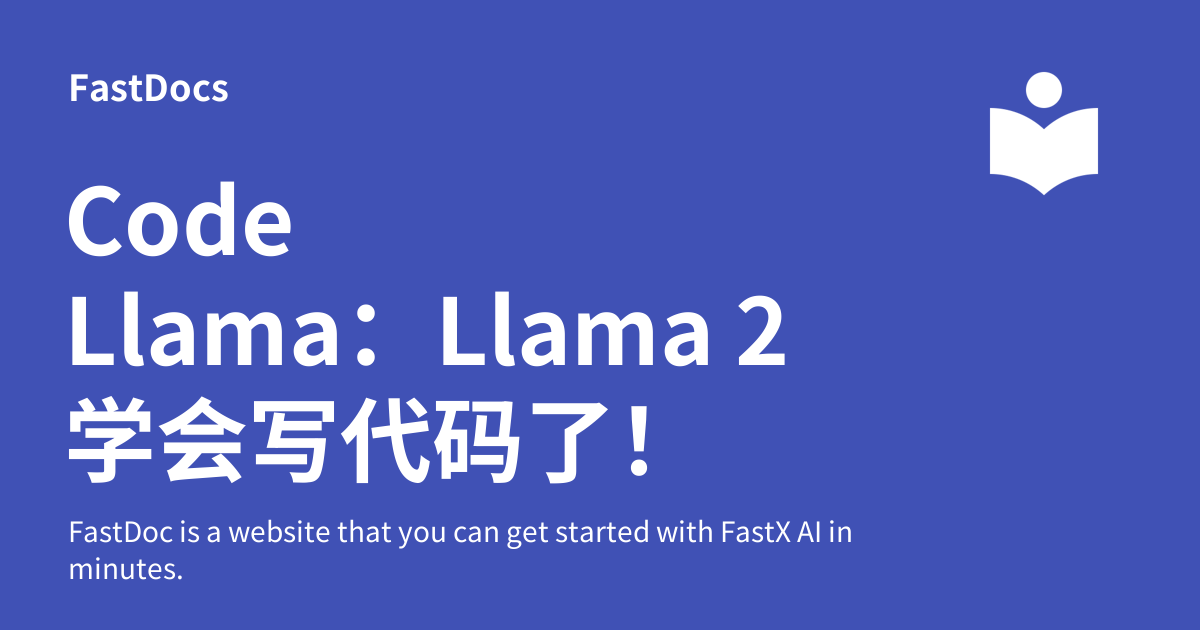 FastDocs
Code
Llama：Llama 2
学会写代码了！
FastDoc is a website that you can get started with FastX AI in
minutes.